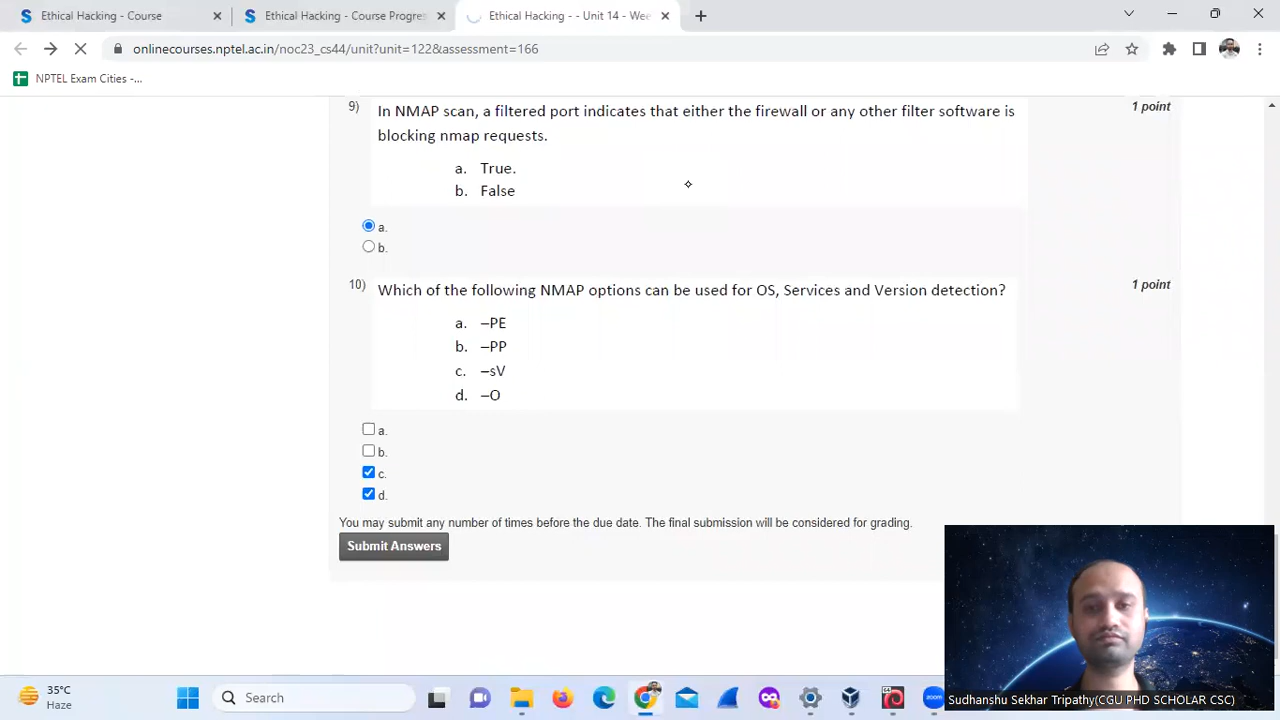 Ethical Hacking - Course
Ethical Hacking - Course Progres
Ethical Hacking - - Unit 14 - Wee
onlinecourses.nptel.ac.in/noc23_cs44/unit?unit=122&assessment=166
NPTEL Exam Cities -...
9) In NMAP scan, a filtered port indicates that either the firewall or any other filter software is 1 point
blocking nmap requests.
a. True.
b. False
a.
b.
10) Which of the following NMAP options can be used for OS, Services and Version detection? 1 point
a. –PE
b. –PP
c. –sV
d. –O
a.
b.
c.
d.
You may submit any number of times before the due date. The final submission will be considered for grading.
Submit Answers
Sudhanshu Sekhar Tripathy(CGU PHD SCHOLAR CSC)
35°C
Haze
Search
zoom